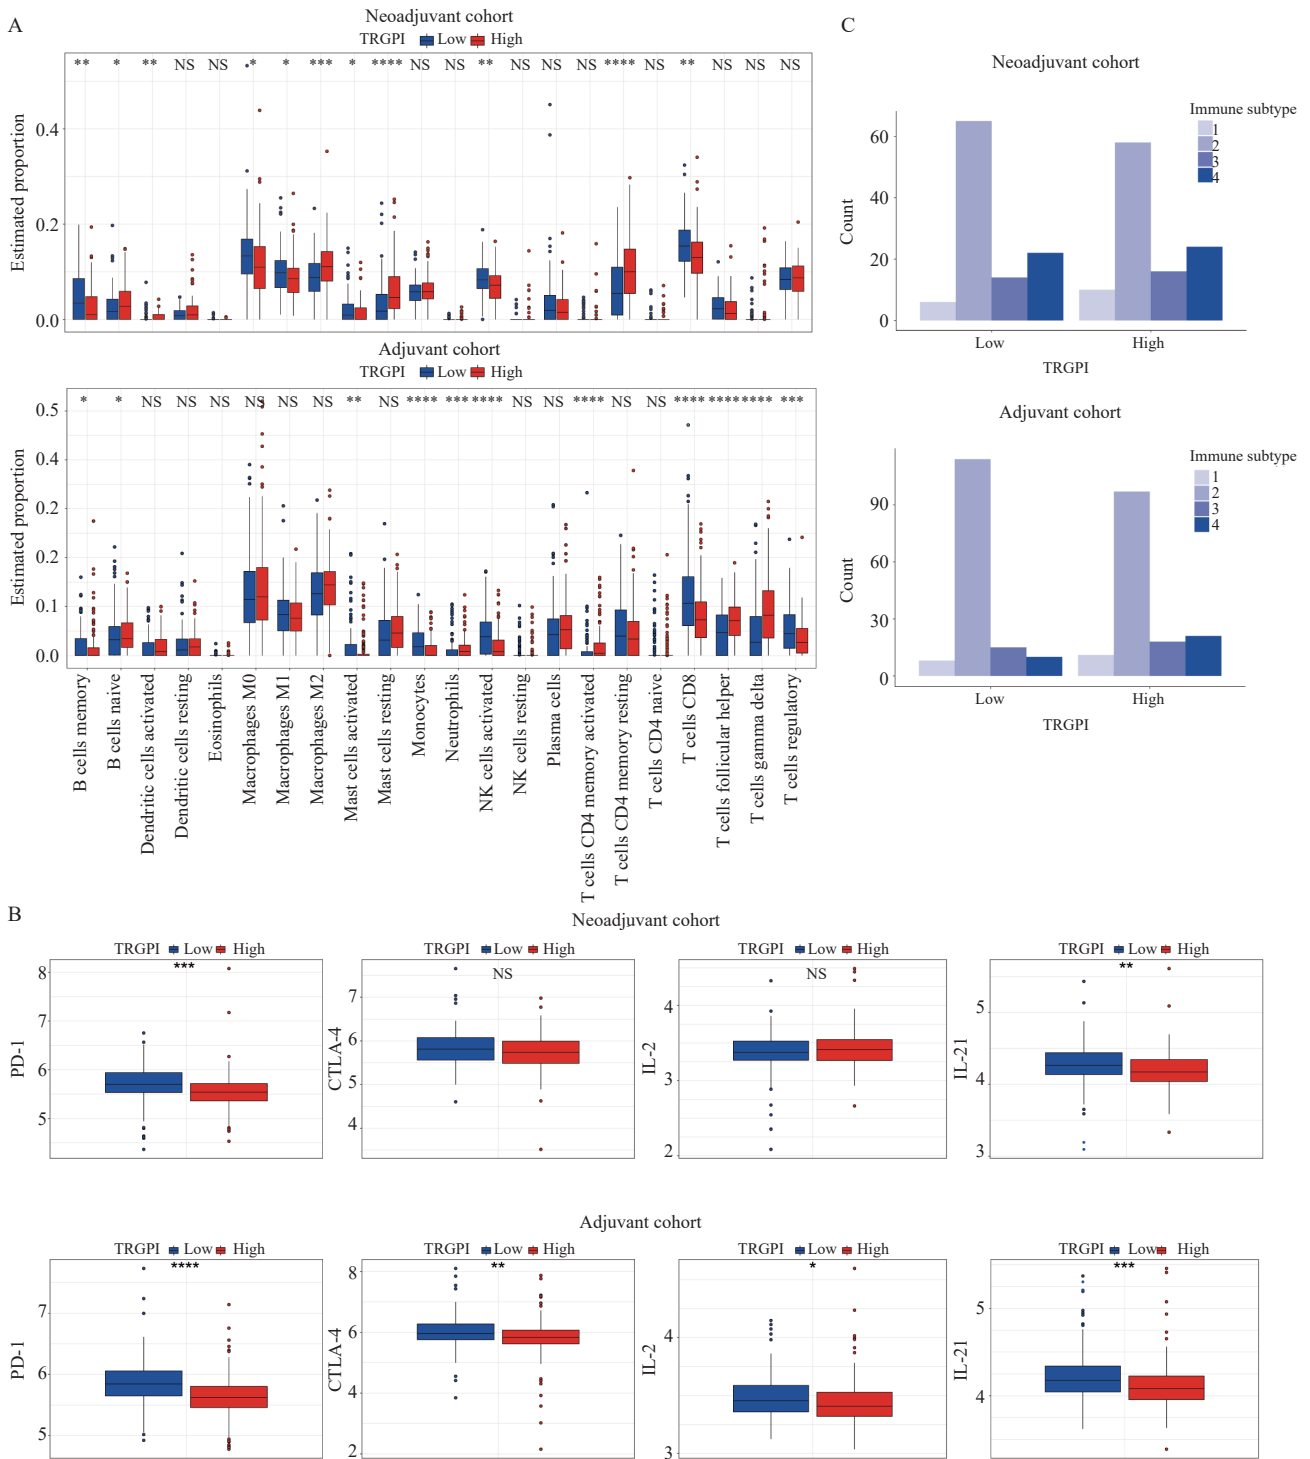 A
Neoadjuvant cohort
TRGPI Low High
** * ** NS NS * * *** * **** NS NS ** NS NS NS **** NS ** NS NS NS
Estimated proportion
0.4
0.2
0.0
Adjuvant cohort
TRGPI Low High
* * NS NS NS NS NS NS ** NS **** *** **** NS NS **** NS NS **** **** **** ***
Estimated proportion
0.5
0.4
0.2
0.2
0.1
0.0
B cells memory
B cells naive
Dendritic cells activated
Dendritic cells resting
Eosinophils
Macrophages M0
Macrophages M1
Macrophages M2
Mast cells activated
Mast cells resting
Monocytes
Neutrophils
NK cells activated
NK cells resting
Plasma cells
T cells CD4 memory activated
T cells CD4 memory resting
T cells CD4 naive
T cells CD8
T cells follicular helper
T cells gamma delta
T cells regulatory
C
Neoadjuvant cohort
Immune subtype
1
2
3
4
Count
60
40
20
0
Low High
TRGPI
Adjuvant cohort
Immune subtype
1
2
3
4
Count
90
60
30
0
Low High
TRGPI
B
Neoadjuvant cohort
TRGPI Low High
***
PD-1
8
7
6
5
TRGPI Low High
NS
CTLA-4
7
6
5
4
TRGPI Low High
NS
IL-2
4
3
2
TRGPI Low High
**
IL-21
5
4
3
Adjuvant cohort
TRGPI Low High
****
PD-1
7
6
5
TRGPI Low High
**
CTLA-4
8
6
4
2
TRGPI Low High
*
IL-2
4
3
TRGPI Low High
***
IL-21
5
4